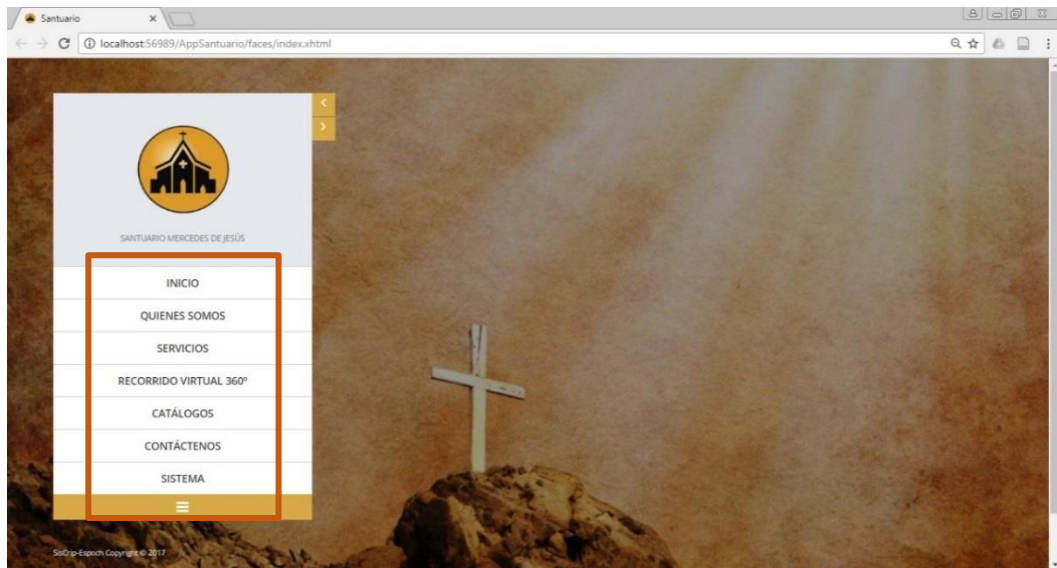 Santuario
localhost:56989/AppSantuario/faces/index.xhtml
SANTUARIO MERCEDES DE JESÚS
INICIO
QUIENES SOMOS
SERVICIOS
RECORRIDO VIRTUAL 360º
CATÁLOGOS
CONTÁCTENOS
SISTEMA
SisCrip-Espoch Copyright © 2017